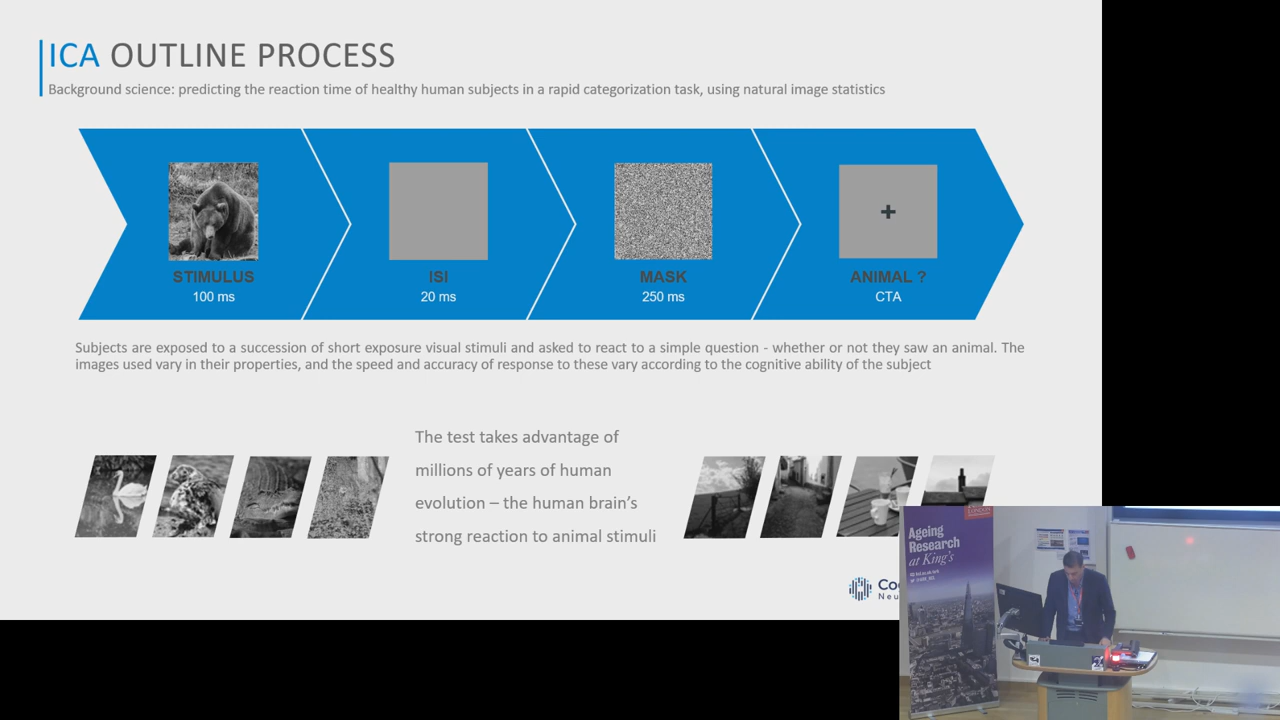 ICA OUTLINE PROCESS
Background science: predicting the reaction time of healthy human subjects in a rapid categorization task, using natural image statistics
STIMULUS
100 ms
ISI
20 ms
MASK
250 ms
+
ANIMAL ?
CTA
Subjects are exposed to a succession of short exposure visual stimuli and asked to react to a simple question - whether or not they saw an animal. The
images used vary in their properties, and the speed and accuracy of response to these vary according to the cognitive ability of the subject
The test takes advantage of
millions of years of human
evolution – the human brain's
strong reaction to animal stimuli
Co
Neu
LONDON
Ageing
Research
at King's